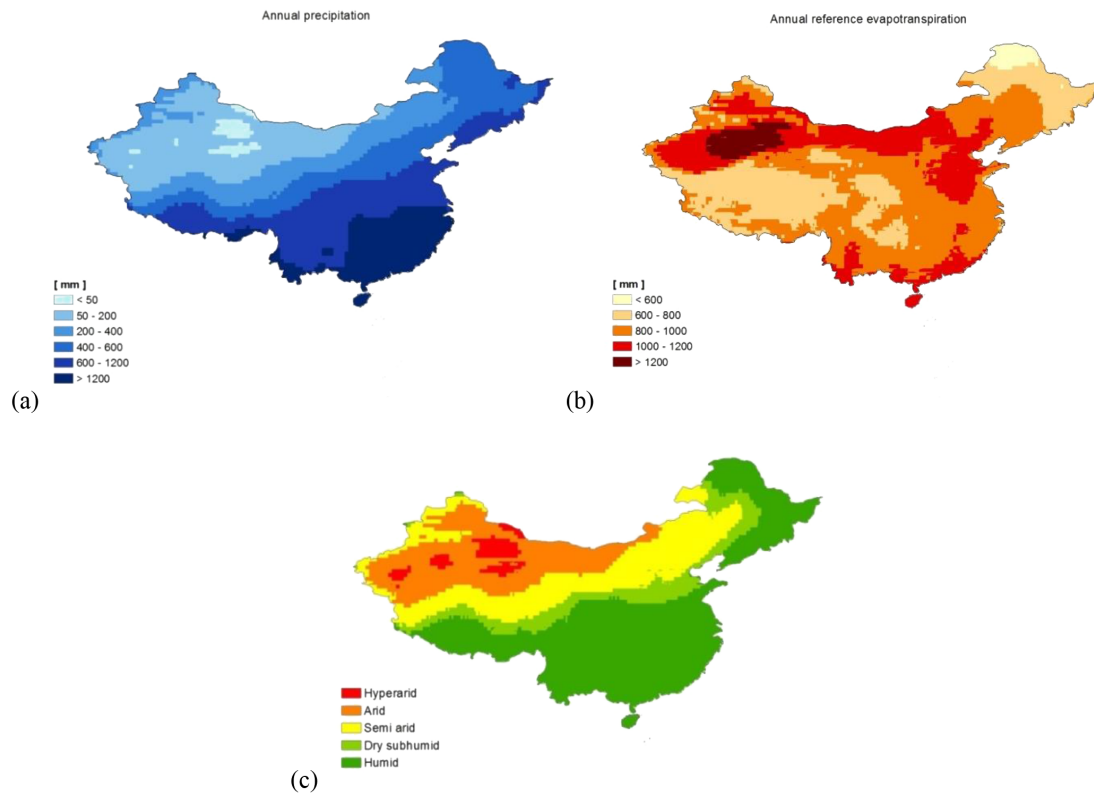 Annual precipitation
[ mm ]
< 50
50 - 200
200 - 400
400 - 600
600 - 1200
> 1200
(a)
Annual reference evapotranspiration
[ mm ]
< 600
600 - 800
800 - 1000
1000 - 1200
> 1200
(b)
Hyperarid
Arid
Semi arid
Dry subhumid
Humid
(c)